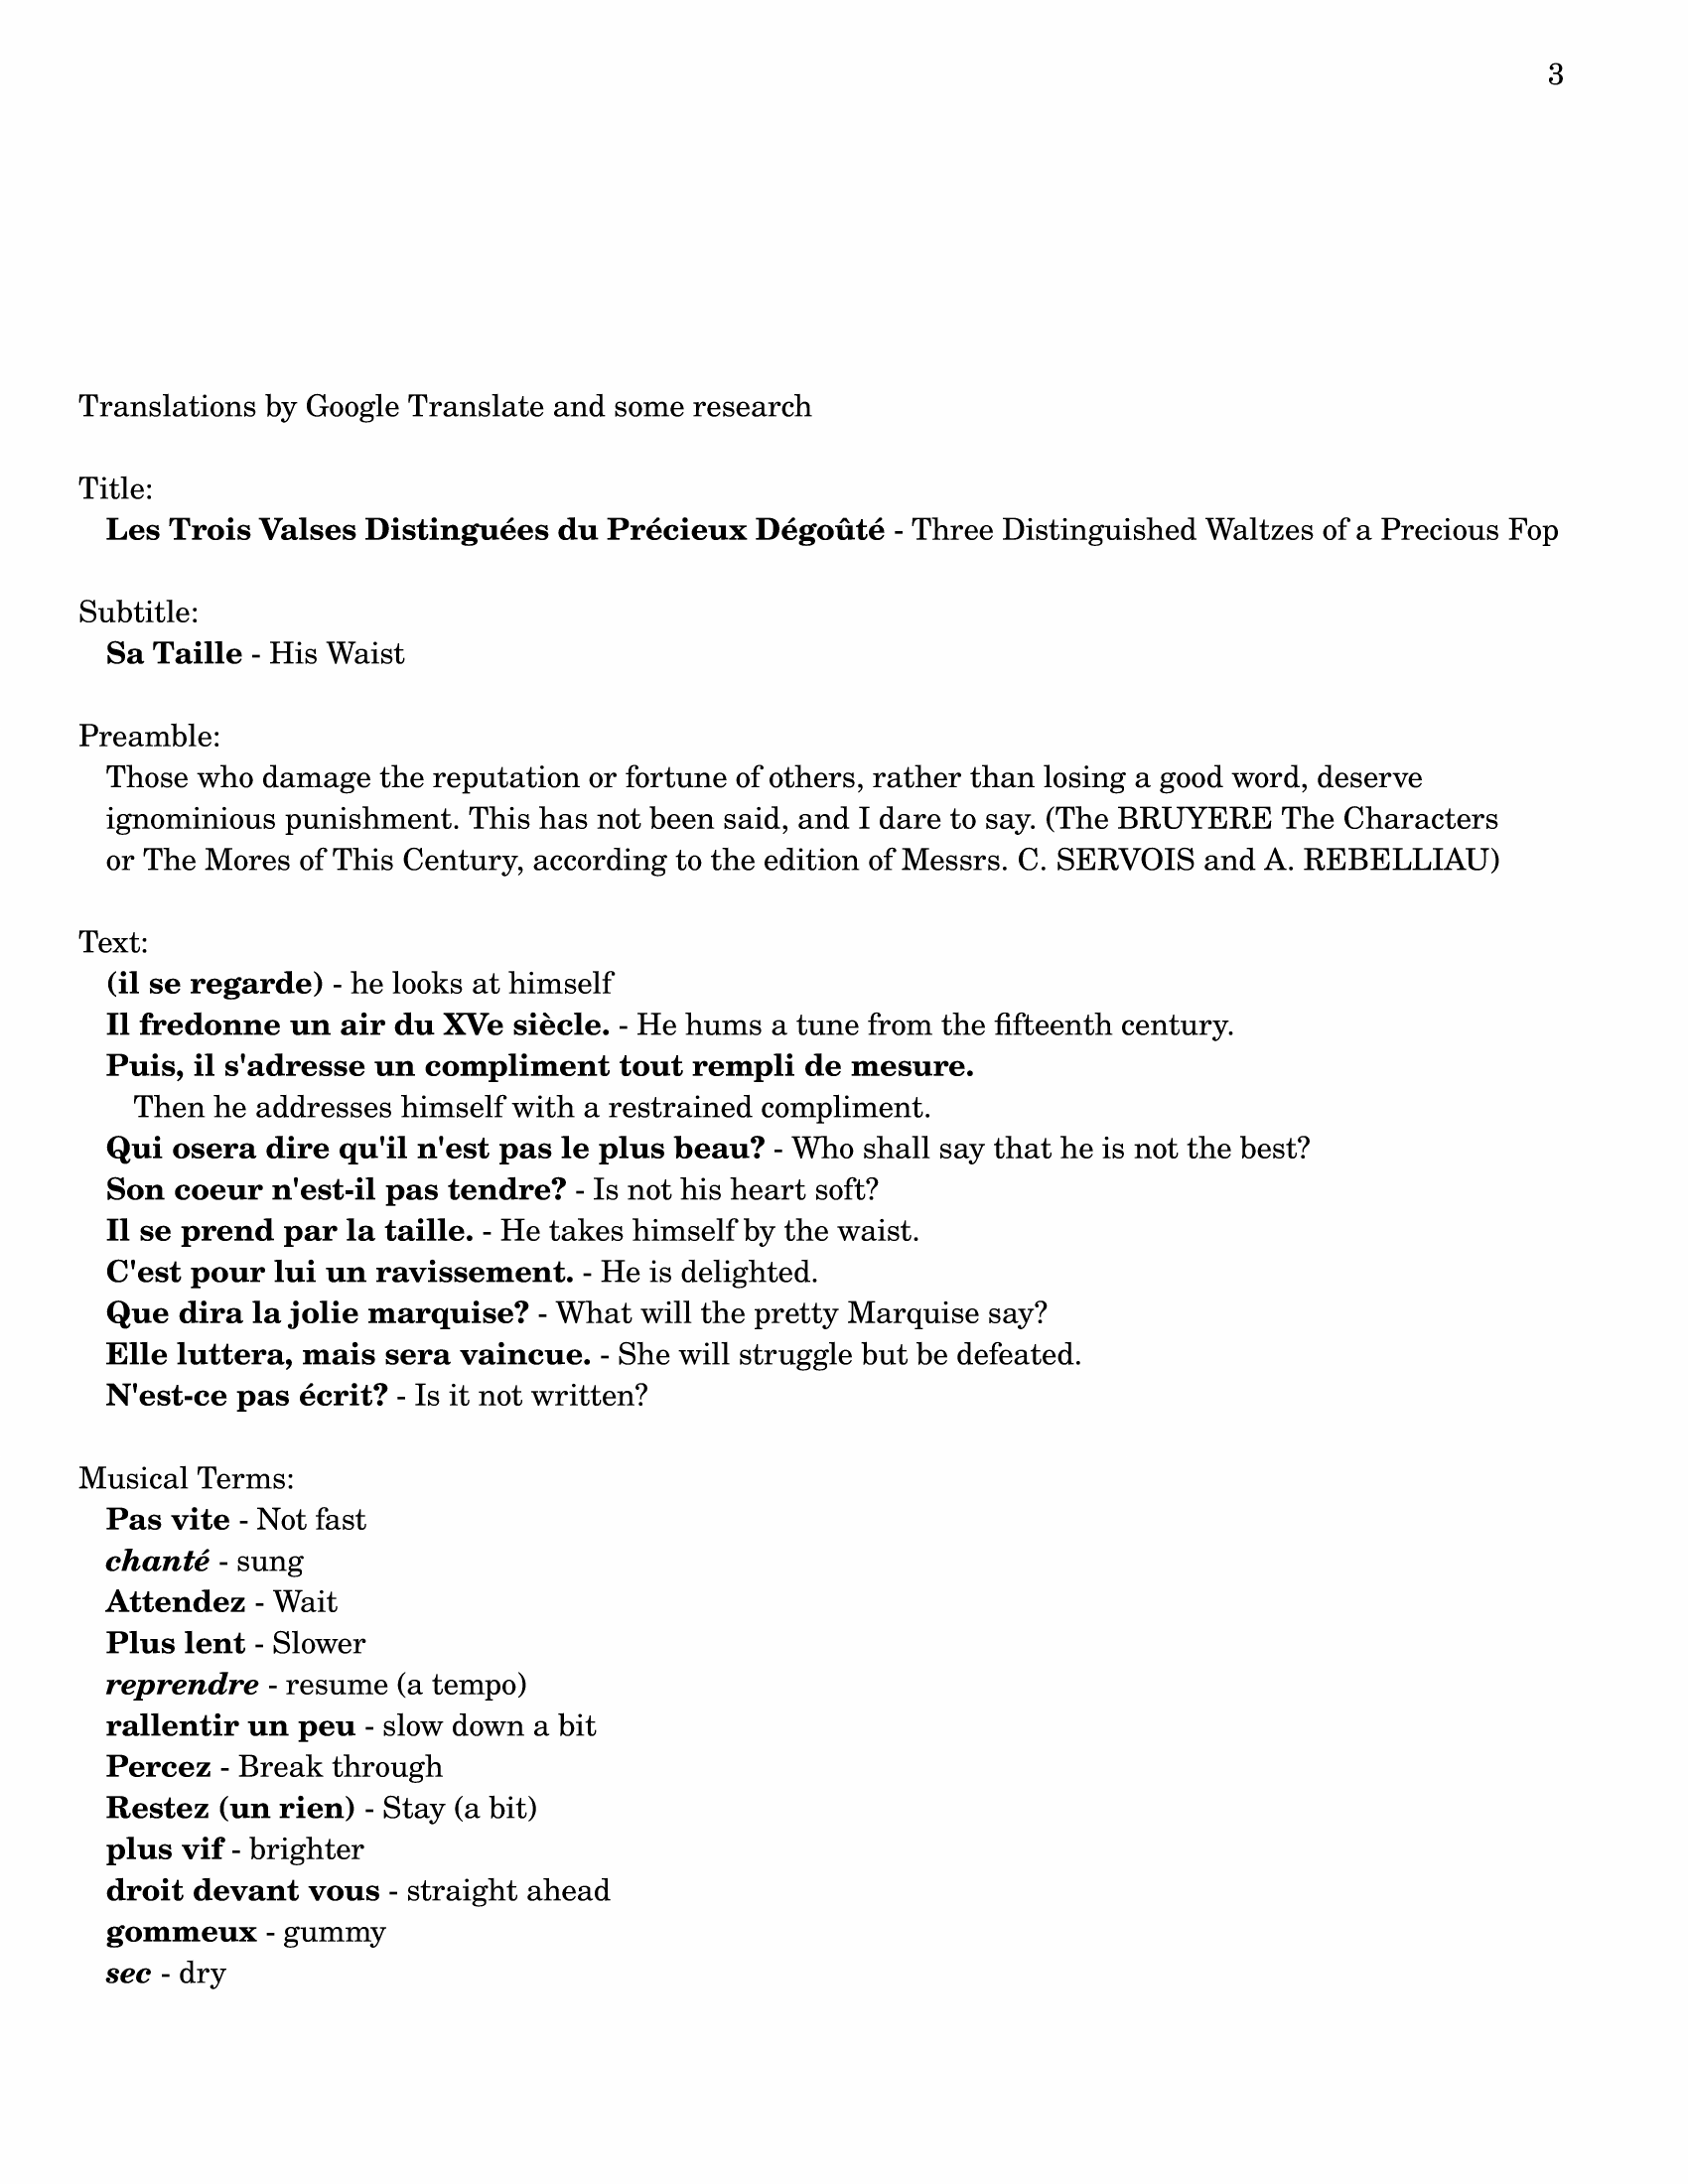 3
Translations by Google Translate and some research
Title:
Les Trois Valses Distinguées du Précieux Dégoûté - Three Distinguished Waltzes of a Precious Fop
Subtitle:
Sa Taille - His Waist
Preamble:
Those who damage the reputation or fortune of others, rather than losing a good word, deserve
ignominious punishment. This has not been said, and I dare to say. (The BRUYERE The Characters
or The Mores of This Century, according to the edition of Messrs. C. SERVOIS and A. REBELLIAU)
Text:
(il se regarde) - he looks at himself
Il fredonne un air du XVe siècle. - He hums a tune from the fifteenth century.
Puis, il s'adresse un compliment tout rempli de mesure.
Then he addresses himself with a restrained compliment.
Qui osera dire qu'il n'est pas le plus beau? - Who shall say that he is not the best?
Son coeur n'est-il pas tendre? - Is not his heart soft?
Il se prend par la taille. - He takes himself by the waist.
C'est pour lui un ravissement. - He is delighted.
Que dira la jolie marquise? - What will the pretty Marquise say?
Elle luttera, mais sera vaincue. - She will struggle but be defeated.
N'est-ce pas écrit? - Is it not written?
Musical Terms:
Pas vite - Not fast
chanté - sung
Attendez - Wait
Plus lent - Slower
reprendre - resume (a tempo)
rallentir un peu - slow down a bit
Percez - Break through
Restez (un rien) - Stay (a bit)
plus vif - brighter
droit devant vous - straight ahead
gommeux - gummy
sec - dry